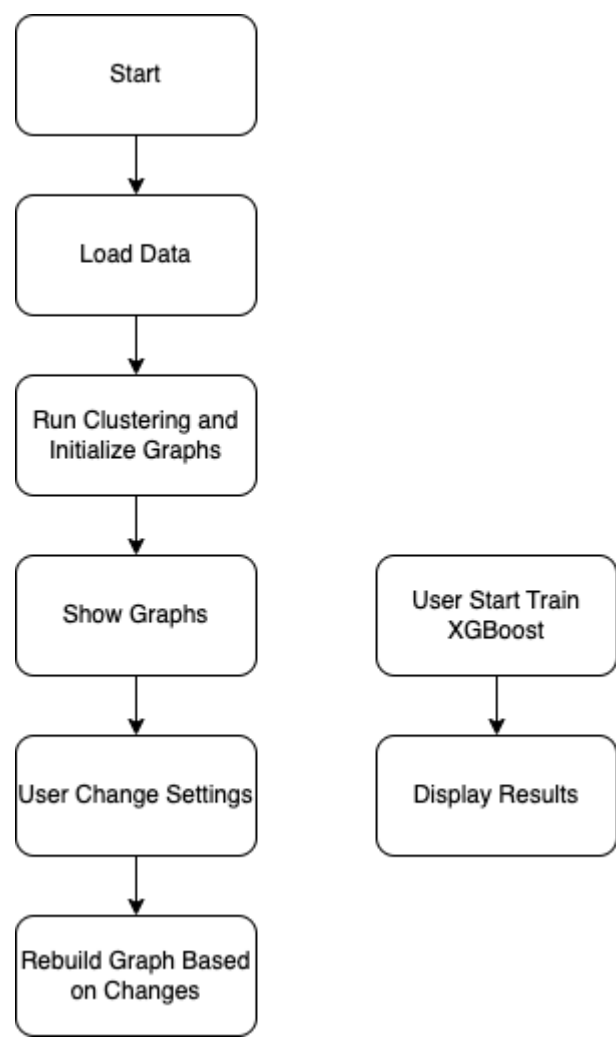 Start
Load Data
Run Clustering and
Initialize Graphs
Show Graphs
User Change Settings
Rebuild Graph Based
on Changes
User Start Train
XGBoost
Display Results